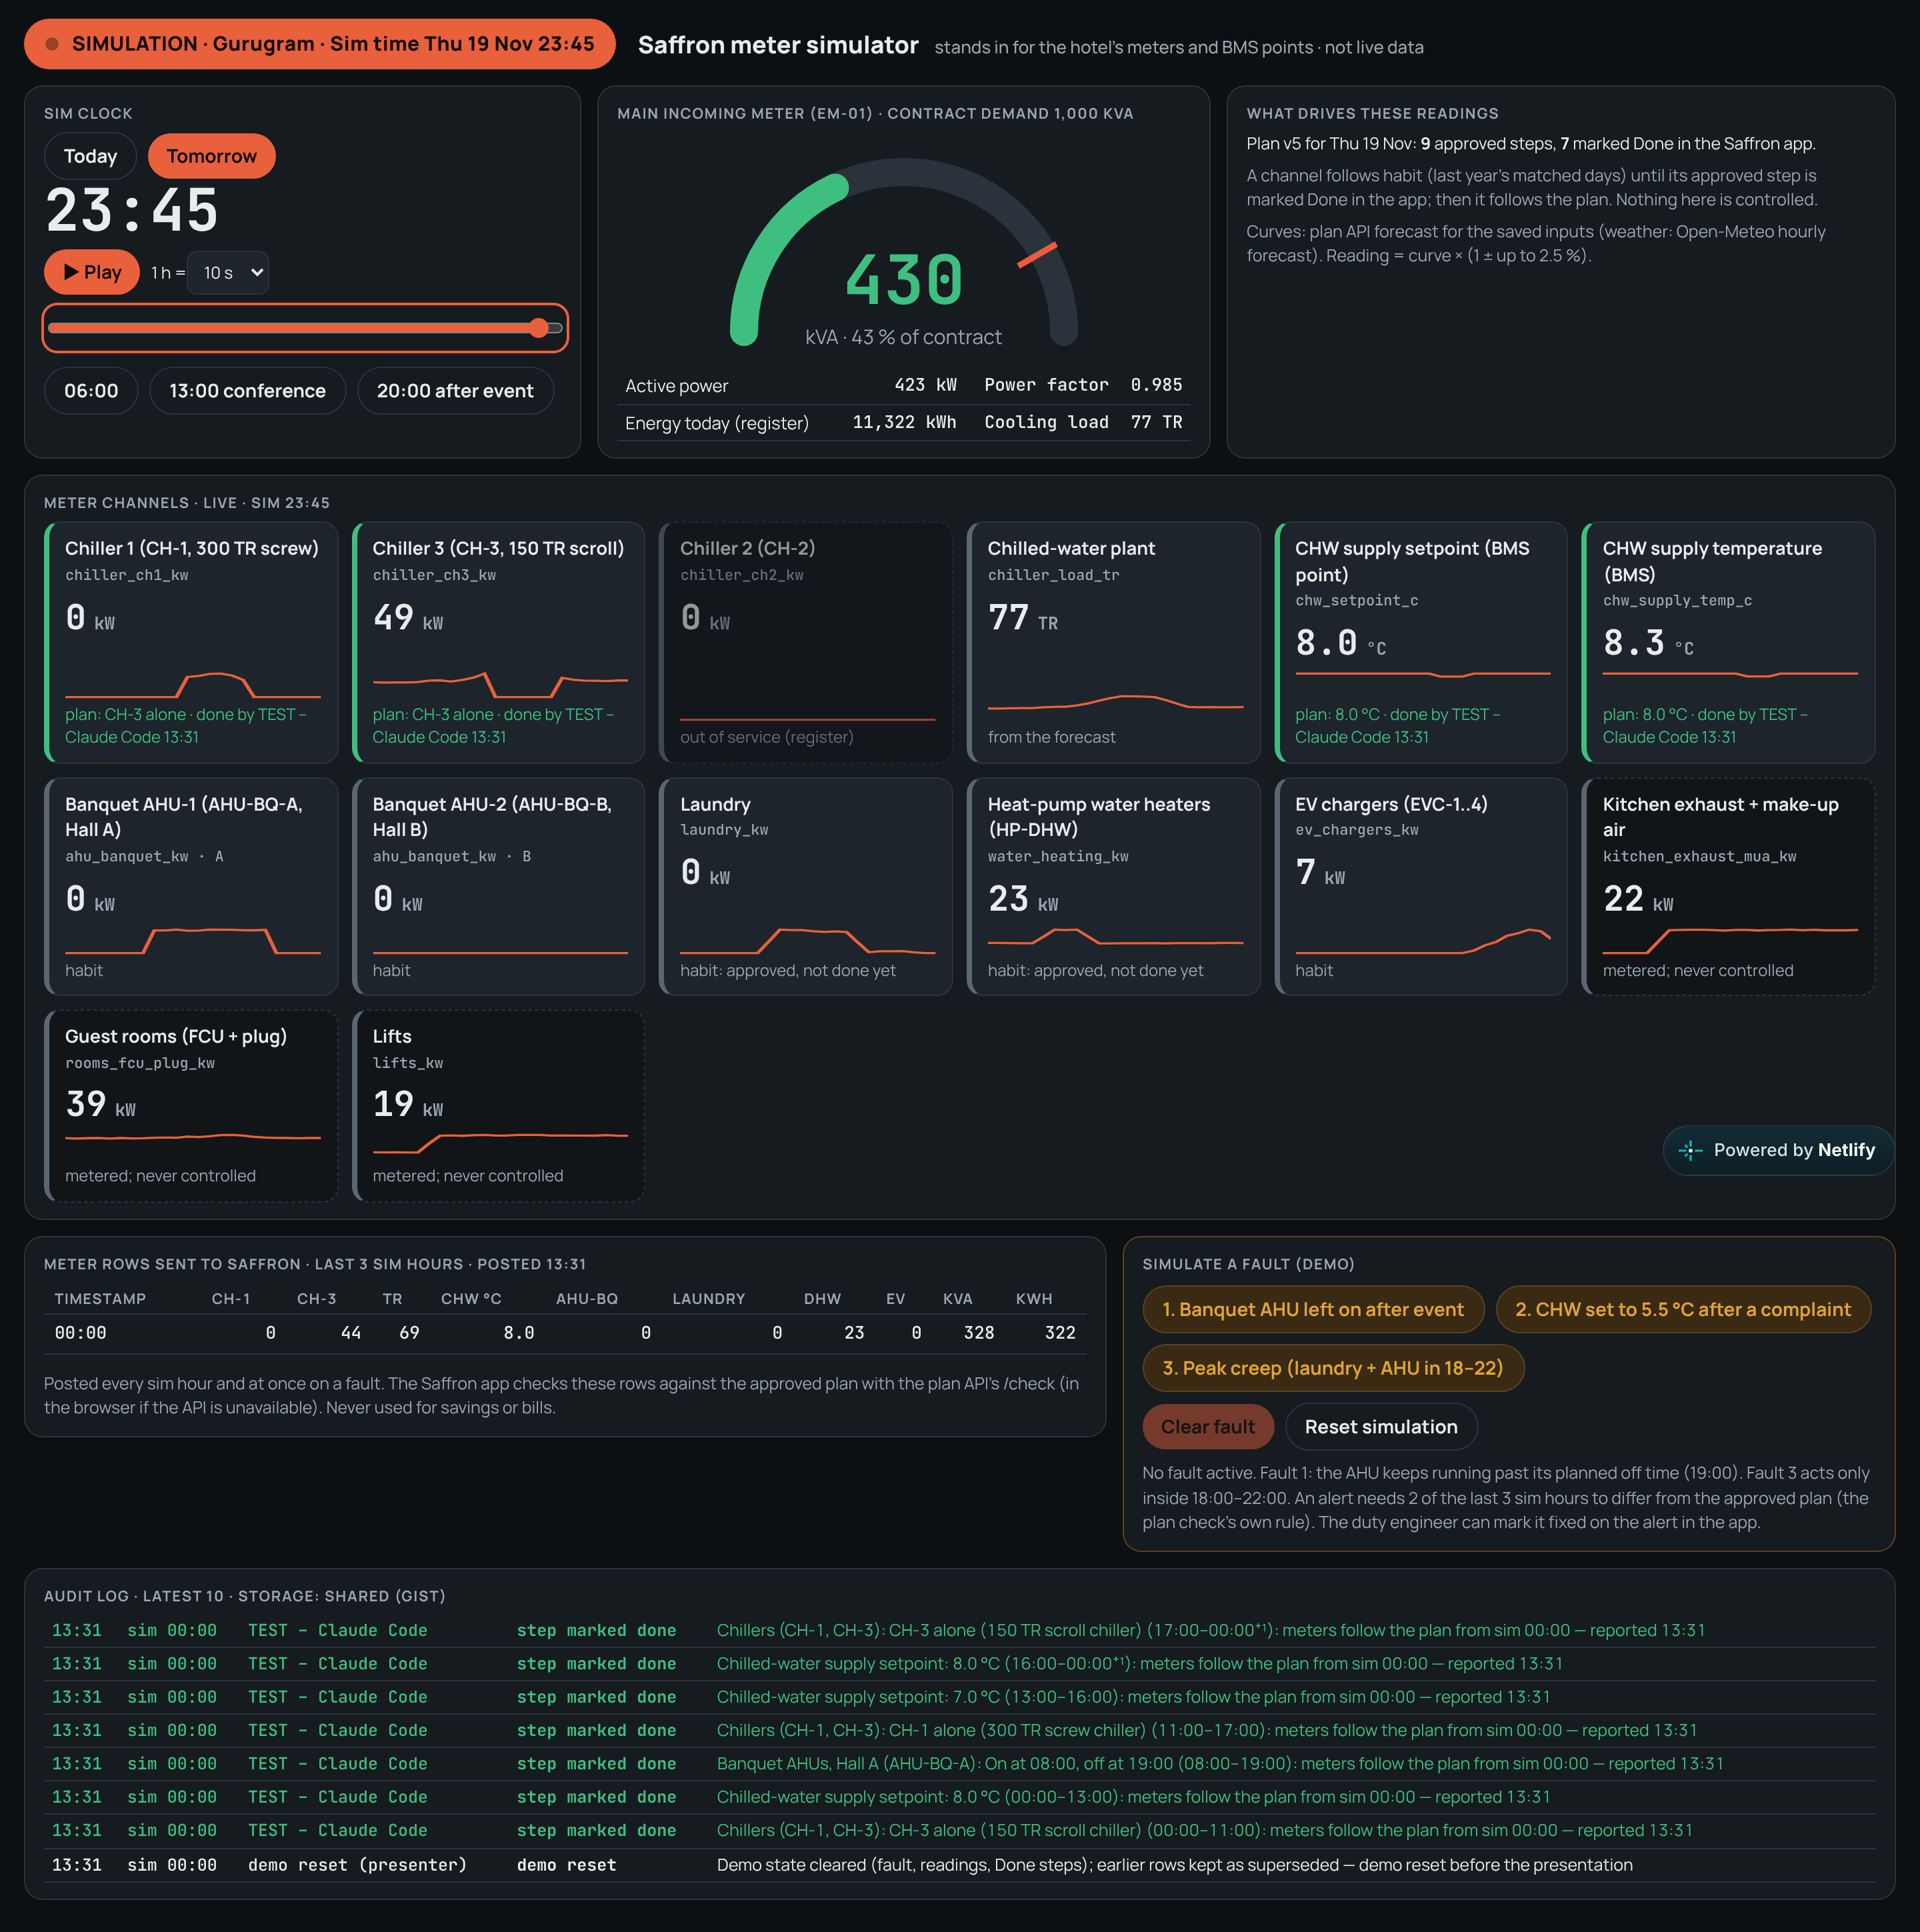 SIMULATION · Gurugram · Sim time Thu 19 Nov 23:45
Saffron meter simulator
stands in for the hotel's meters and BMS points · not live data
SIM CLOCK
Today
Tomorrow
23:45
▶ Play
1 h =
10 s
06:00
13:00 conference
20:00 after event
MAIN INCOMING METER (EM-01) · CONTRACT DEMAND 1,000 KVA
430
kVA · 43 % of contract
Active power 423 kW Power factor 0.985
Energy today (register) 11,322 kWh Cooling load 77 TR
WHAT DRIVES THESE READINGS
Plan v5 for Thu 19 Nov: 9 approved steps, 7 marked Done in the Saffron app.
A channel follows habit (last year's matched days) until its approved step is
marked Done in the app; then it follows the plan. Nothing here is controlled.
Curves: plan API forecast for the saved inputs (weather: Open-Meteo hourly
forecast). Reading = curve × (1 ± up to 2.5 %).
METER CHANNELS · LIVE · SIM 23:45
Chiller 1 (CH-1, 300 TR screw)
chiller_ch1_kw
0 kW
plan: CH-3 alone · done by TEST –
Claude Code 13:31
Chiller 3 (CH-3, 150 TR scroll)
chiller_ch3_kw
49 kW
plan: CH-3 alone · done by TEST –
Claude Code 13:31
Chiller 2 (CH-2)
chiller_ch2_kw
0 kW
out of service (register)
Chilled-water plant
chiller_load_tr
77 TR
from the forecast
CHW supply setpoint (BMS
point)
chw_setpoint_c
8.0 °C
plan: 8.0 °C · done by TEST –
Claude Code 13:31
CHW supply temperature
(BMS)
chw_supply_temp_c
8.3 °C
plan: 8.0 °C · done by TEST –
Claude Code 13:31
Banquet AHU-1 (AHU-BQ-A,
Hall A)
ahu_banquet_kw · A
0 kW
habit
Banquet AHU-2 (AHU-BQ-B,
Hall B)
ahu_banquet_kw · B
0 kW
habit
Laundry
laundry_kw
0 kW
habit: approved, not done yet
Heat-pump water heaters
(HP-DHW)
water_heating_kw
23 kW
habit: approved, not done yet
EV chargers (EVC-1..4)
ev_chargers_kw
7 kW
habit
Kitchen exhaust + make-up
air
kitchen_exhaust_mua_kw
22 kW
metered; never controlled
Guest rooms (FCU + plug)
rooms_fcu_plug_kw
39 kW
metered; never controlled
Lifts
lifts_kw
19 kW
metered; never controlled
Powered by Netlify
METER ROWS SENT TO SAFFRON · LAST 3 SIM HOURS · POSTED 13:31
TIMESTAMP CH-1 CH-3 TR CHW °C AHU-BQ LAUNDRY DHW EV KVA KWH
00:00 0 44 69 8.0 0 0 23 0 328 322
Posted every sim hour and at once on a fault. The Saffron app checks these rows against the approved plan with the plan API's /check (in
the browser if the API is unavailable). Never used for savings or bills.
SIMULATE A FAULT (DEMO)
1. Banquet AHU left on after event
2. CHW set to 5.5 °C after a complaint
3. Peak creep (laundry + AHU in 18–22)
Clear fault
Reset simulation
No fault active. Fault 1: the AHU keeps running past its planned off time (19:00). Fault 3 acts only
inside 18:00–22:00. An alert needs 2 of the last 3 sim hours to differ from the approved plan (the
plan check's own rule). The duty engineer can mark it fixed on the alert in the app.
AUDIT LOG · LATEST 10 · STORAGE: SHARED (GIST)
13:31 sim 00:00 TEST – Claude Code step marked done Chillers (CH-1, CH-3): CH-3 alone (150 TR scroll chiller) (17:00–00:00⁺¹): meters follow the plan from sim 00:00 — reported 13:31
13:31 sim 00:00 TEST – Claude Code step marked done Chilled-water supply setpoint: 8.0 °C (16:00–00:00⁺¹): meters follow the plan from sim 00:00 — reported 13:31
13:31 sim 00:00 TEST – Claude Code step marked done Chilled-water supply setpoint: 7.0 °C (13:00–16:00): meters follow the plan from sim 00:00 — reported 13:31
13:31 sim 00:00 TEST – Claude Code step marked done Chillers (CH-1, CH-3): CH-1 alone (300 TR screw chiller) (11:00–17:00): meters follow the plan from sim 00:00 — reported 13:31
13:31 sim 00:00 TEST – Claude Code step marked done Banquet AHUs, Hall A (AHU-BQ-A): On at 08:00, off at 19:00 (08:00–19:00): meters follow the plan from sim 00:00 — reported 13:31
13:31 sim 00:00 TEST – Claude Code step marked done Chilled-water supply setpoint: 8.0 °C (00:00–13:00): meters follow the plan from sim 00:00 — reported 13:31
13:31 sim 00:00 TEST – Claude Code step marked done Chillers (CH-1, CH-3): CH-3 alone (150 TR scroll chiller) (00:00–11:00): meters follow the plan from sim 00:00 — reported 13:31
13:31 sim 00:00 demo reset (presenter) demo reset Demo state cleared (fault, readings, Done steps); earlier rows kept as superseded — demo reset before the presentation